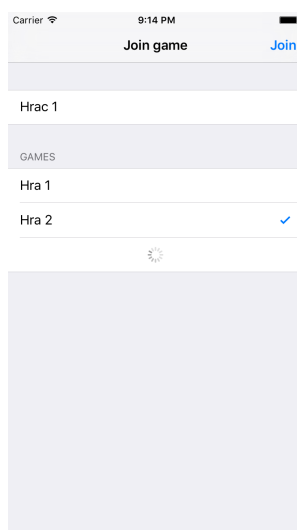 Carrier 9:14 PM
Join game Join
Hrac 1
GAMES
Hra 1
Hra 2